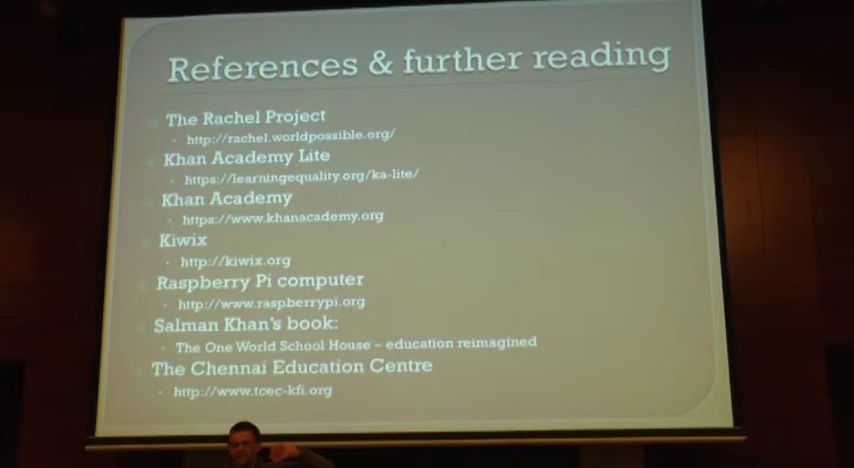 References & further reading
The Rachel Project
http://rachel.worldpossible.org/
Khan Academy Lite
https://learningequality.org/ka-lite/
Khan Academy
https://www.khanacademy.org
Kiwix
http://kiwix.org
Raspberry Pi computer
http://www.raspberrypi.org
Salman Khan's book:
The One World School House – education reimagined
The Chennai Education Centre
http://www.tcec-kfi.org